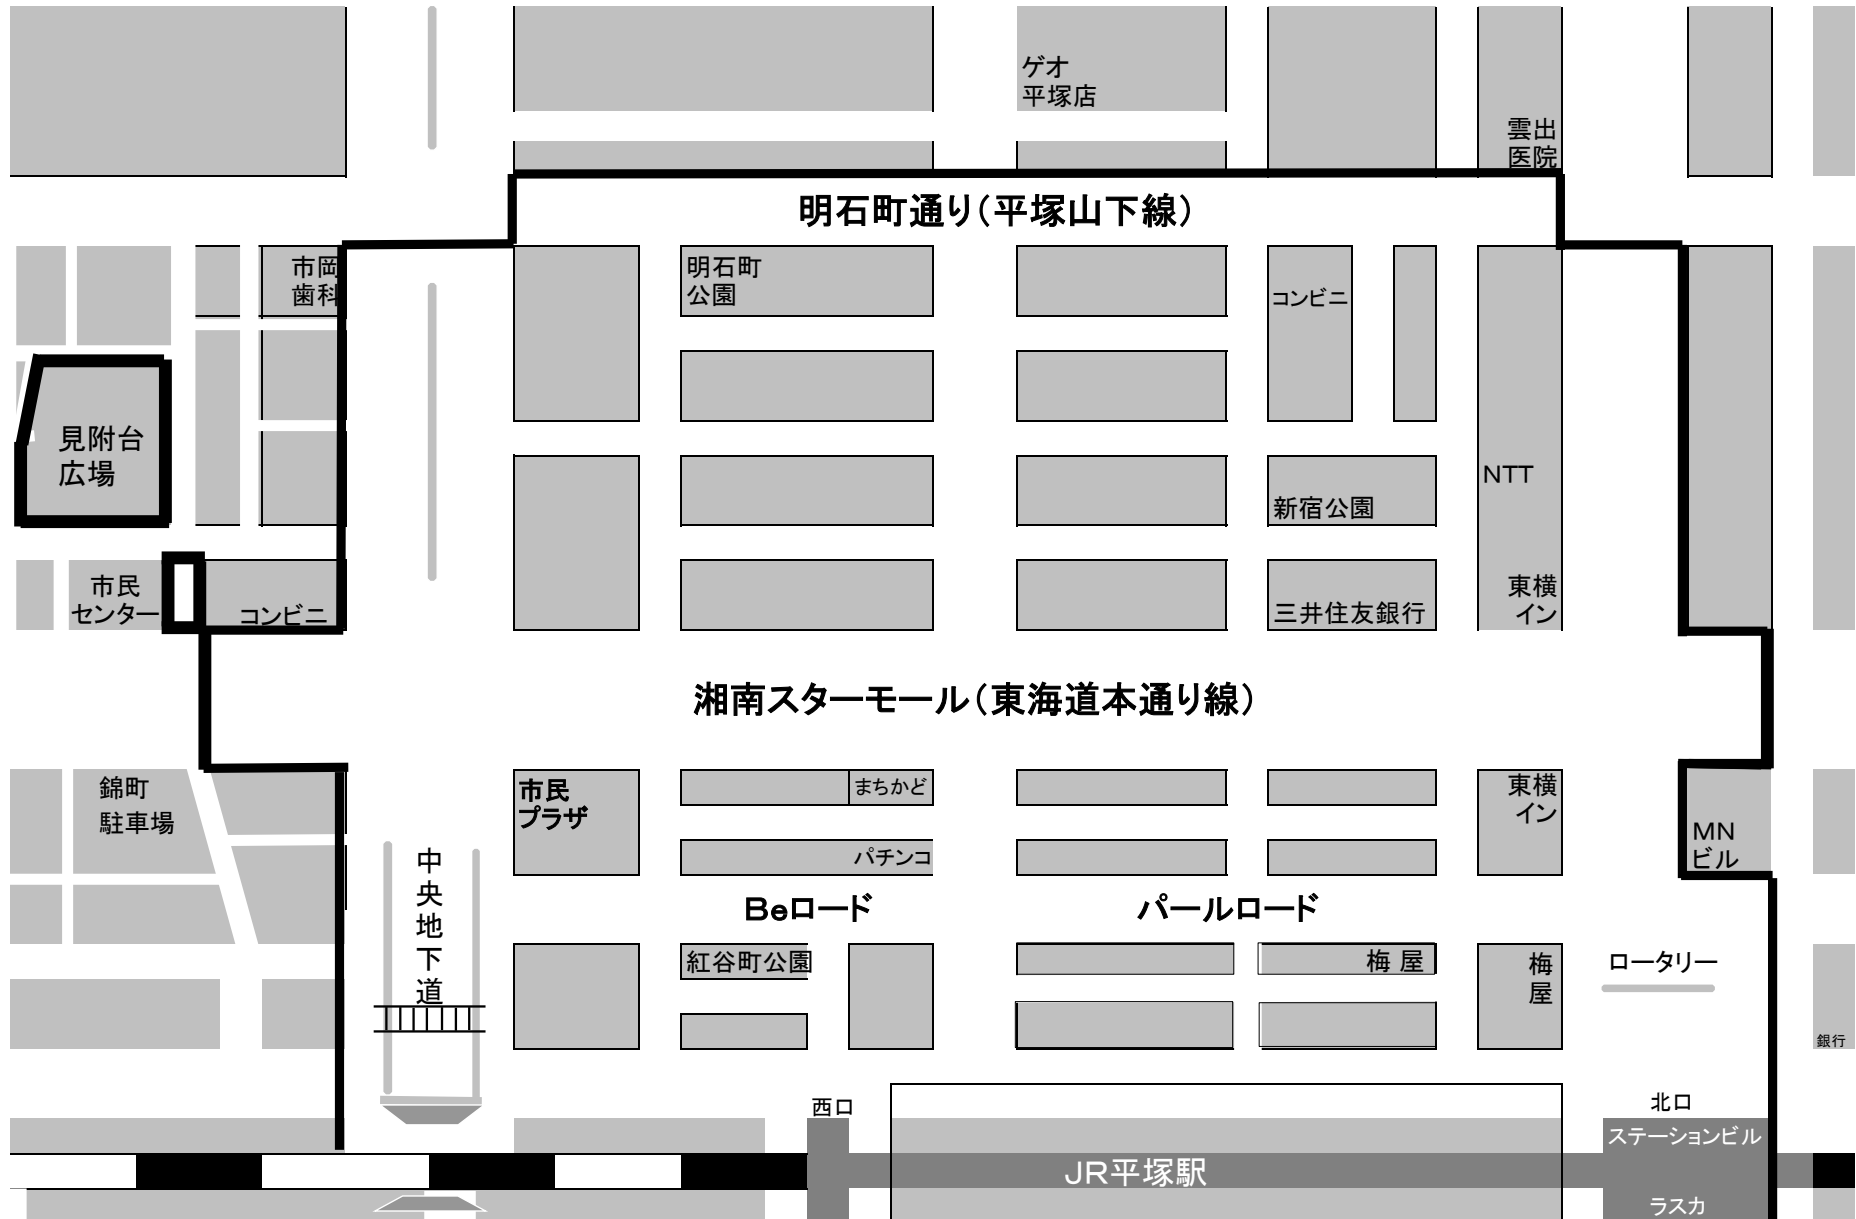 ゲオ
平塚店
雲出
医院
明石町通り(平塚山下線)
市岡
歯科
明石町
公園
コンビニ
見附台
広場
NTT
新宿公園
市民
センター
コンビニ
三井住友銀行
東横
イン
湘南スターモール(東海道本通り線)
錦町
駐車場
市民
プラザ
まちかど
東横
イン
パチンコ
MN
ビル
中央地下道
Beロード
パールロード
紅谷町公園
梅屋
梅屋
ロータリー
銀行
西口
北口
ステーションビル
JR平塚駅
ラスカ